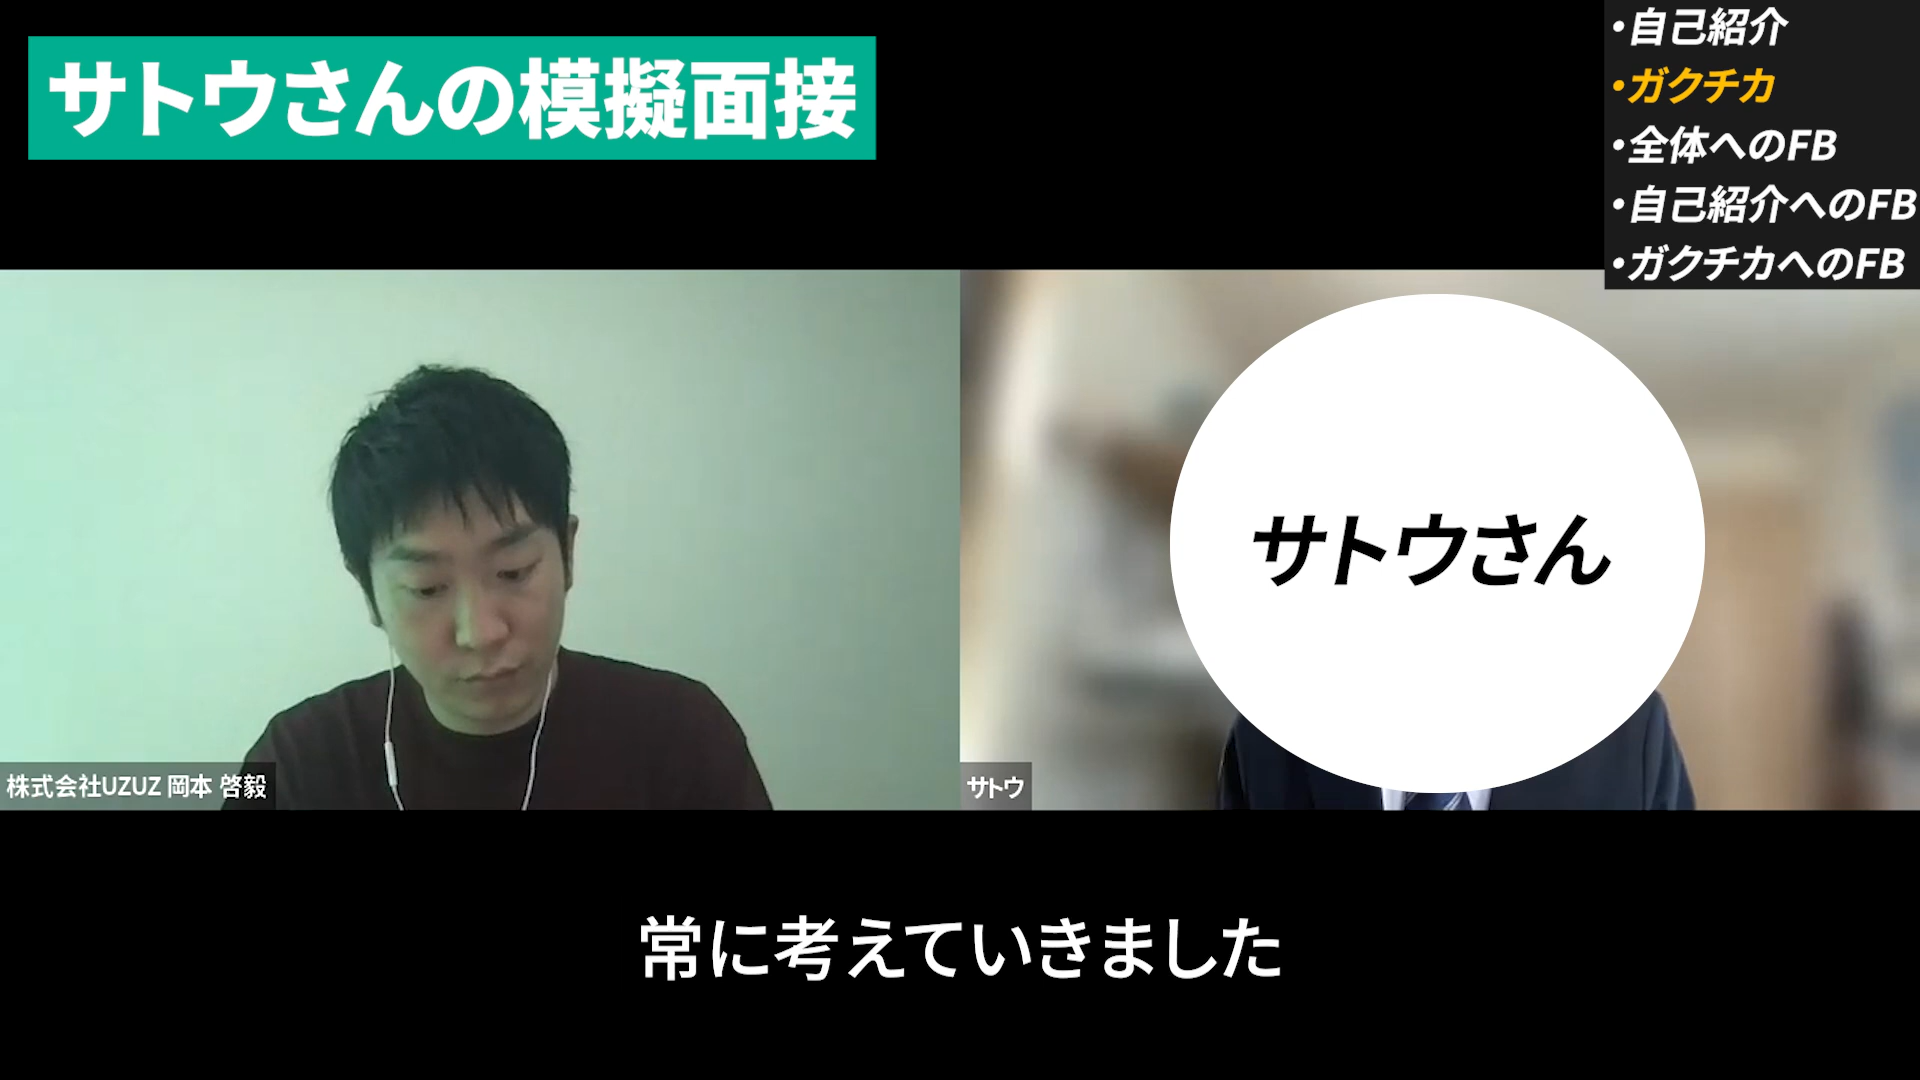 サトウさんの模擬面接
・自己紹介
・ガクチカ
・全体へのFB
・自己紹介へのFB
・ガクチカへのFB
サトウさん
株式会社UZUZ 岡本 啓毅
サトウ
常に考えていきました